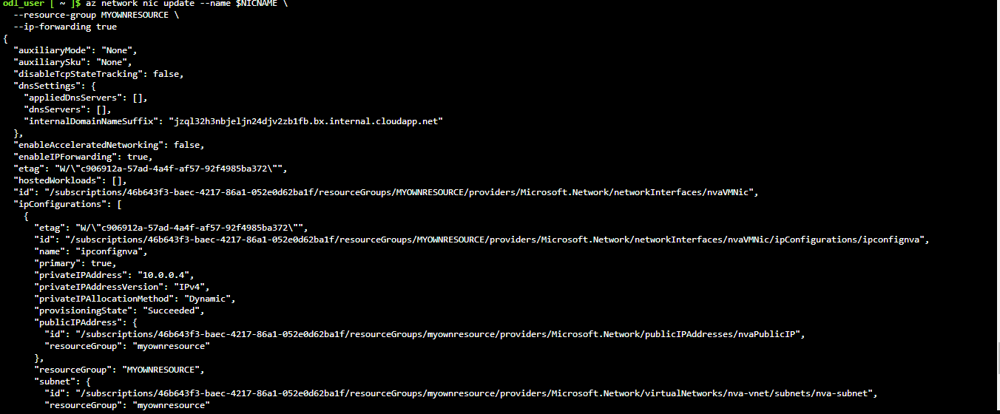 odl_user [ ~ ]$ az network nic update --name $NICNAME \
  --resource-group MYOWNRESOURCE \
  --ip-forwarding true
{
  "auxiliaryMode": "None",
  "auxiliarySku": "None",
  "disableTcpStateTracking": false,
  "dnsSettings": {
    "appliedDnsServers": [],
    "dnsServers": [],
    "internalDomainNameSuffix": "jzql32h3nbjeljn24djv2zb1fb.bx.internal.cloudapp.net"
  },
  "enableAcceleratedNetworking": false,
  "enableIPForwarding": true,
  "etag": "W/\"c906912a-57ad-4a4f-af57-92f4985ba372\"",
  "hostedWorkloads": [],
  "id": "/subscriptions/46b643f3-baec-4217-86a1-052e0d62ba1f/resourceGroups/MYOWNRESOURCE/providers/Microsoft.Network/networkInterfaces/nvaVMNic",
  "ipConfigurations": [
    {
      "etag": "W/\"c906912a-57ad-4a4f-af57-92f4985ba372\"",
      "id": "/subscriptions/46b643f3-baec-4217-86a1-052e0d62ba1f/resourceGroups/MYOWNRESOURCE/providers/Microsoft.Network/networkInterfaces/nvaVMNic/ipConfigurations/ipconfignva",
      "name": "ipconfignva",
      "primary": true,
      "privateIPAddress": "10.0.0.4",
      "privateIPAddressVersion": "IPv4",
      "privateIPAllocationMethod": "Dynamic",
      "provisioningState": "Succeeded",
      "publicIPAddress": {
        "id": "/subscriptions/46b643f3-baec-4217-86a1-052e0d62ba1f/resourceGroups/myownresource/providers/Microsoft.Network/publicIPAddresses/nvaPublicIP",
        "resourceGroup": "myownresource"
      },
      "resourceGroup": "MYOWNRESOURCE",
      "subnet": {
        "id": "/subscriptions/46b643f3-baec-4217-86a1-052e0d62ba1f/resourceGroups/myownresource/providers/Microsoft.Network/virtualNetworks/nva-vnet/subnets/nva-subnet",
        "resourceGroup": "myownresource"